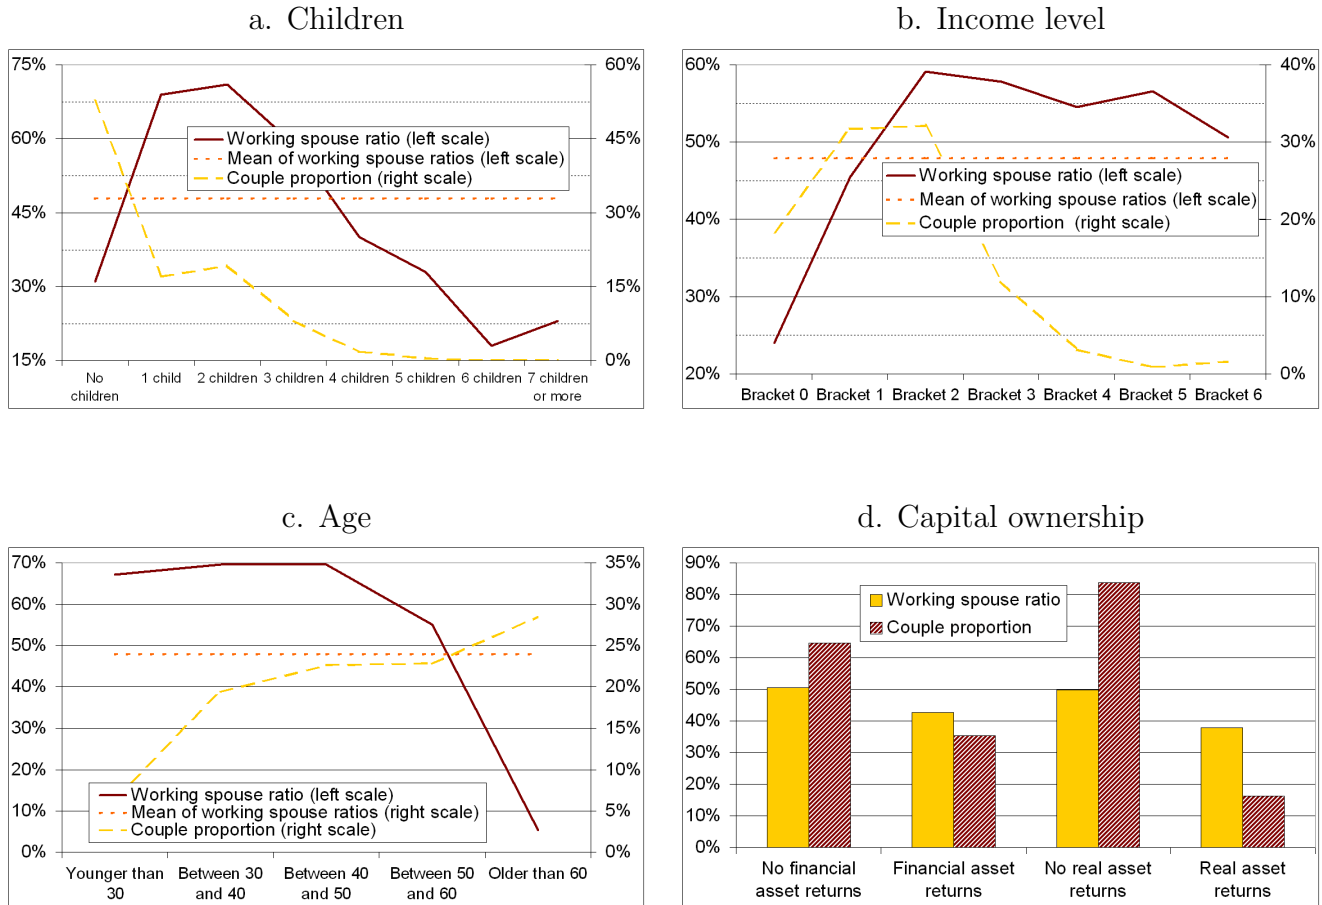 a. Children
75%
60%
45%
30%
15%
60%
45%
30%
15%
0%
Working spouse ratio (left scale)
Mean of working spouse ratios (left scale)
Couple proportion (right scale)
No children
1 child
2 children
3 children
4 children
5 children
6 children
7 children or more
b. Income level
60%
50%
40%
30%
20%
40%
30%
20%
10%
0%
Working spouse ratio (left scale)
Mean of working spouse ratios (left scale)
Couple proportion (right scale)
Bracket 0 Bracket 1 Bracket 2 Bracket 3 Bracket 4 Bracket 5 Bracket 6
c. Age
70%
60%
50%
40%
30%
20%
10%
0%
35%
30%
25%
20%
15%
10%
5%
0%
Working spouse ratio (left scale)
Mean of working spouse ratios (right scale)
Couple proportion (right scale)
Younger than 30
Between 30 and 40
Between 40 and 50
Between 50 and 60
Older than 60
d. Capital ownership
90%
80%
70%
60%
50%
40%
30%
20%
10%
0%
Working spouse ratio
Couple proportion
No financial asset returns
Financial asset returns
No real asset returns
Real asset returns